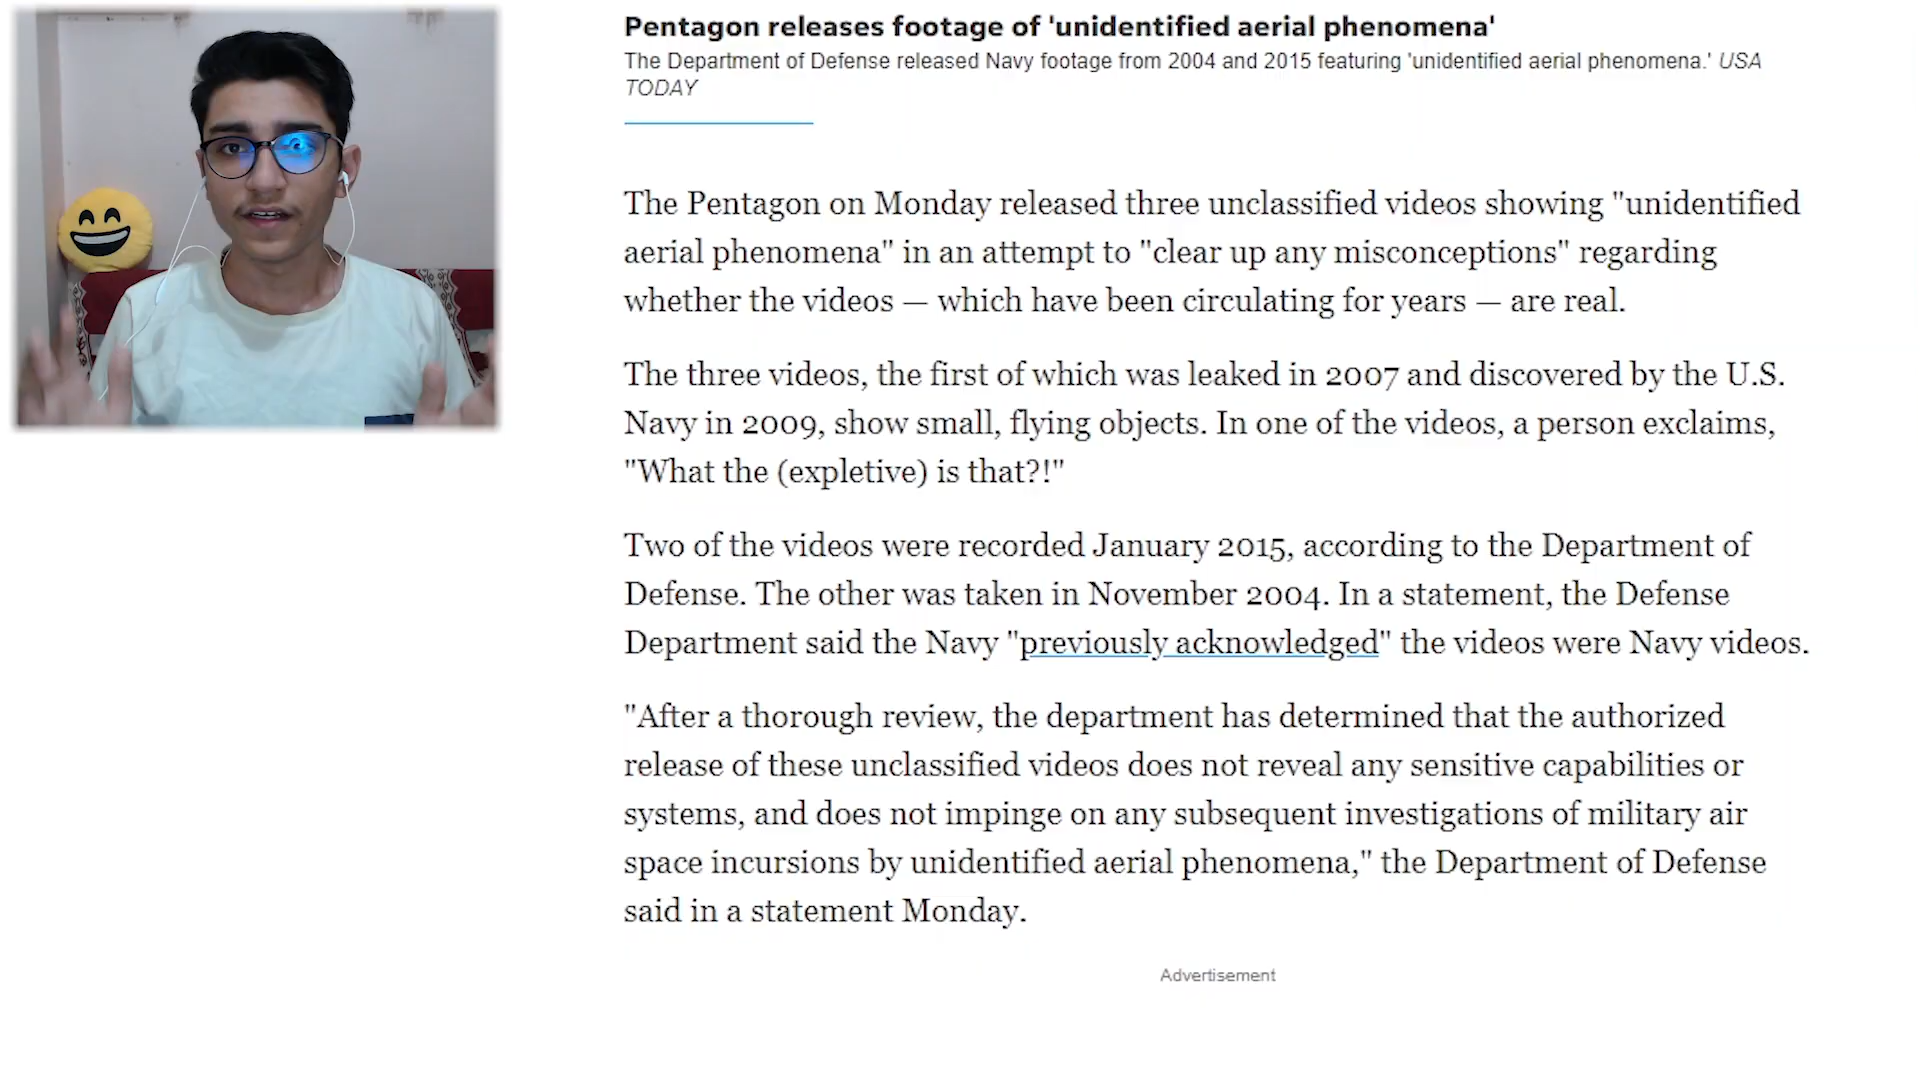 Pentagon releases footage of 'unidentified aerial phenomena'
The Department of Defense released Navy footage from 2004 and 2015 featuring 'unidentified aerial phenomena.' USA
TODAY
The Pentagon on Monday released three unclassified videos showing "unidentified
aerial phenomena" in an attempt to "clear up any misconceptions" regarding
whether the videos — which have been circulating for years — are real.
The three videos, the first of which was leaked in 2007 and discovered by the U.S.
Navy in 2009, show small, flying objects. In one of the videos, a person exclaims,
"What the (expletive) is that?!"
Two of the videos were recorded January 2015, according to the Department of
Defense. The other was taken in November 2004. In a statement, the Defense
Department said the Navy "previously acknowledged" the videos were Navy videos.
"After a thorough review, the department has determined that the authorized
release of these unclassified videos does not reveal any sensitive capabilities or
systems, and does not impinge on any subsequent investigations of military air
space incursions by unidentified aerial phenomena," the Department of Defense
said in a statement Monday.
Advertisement